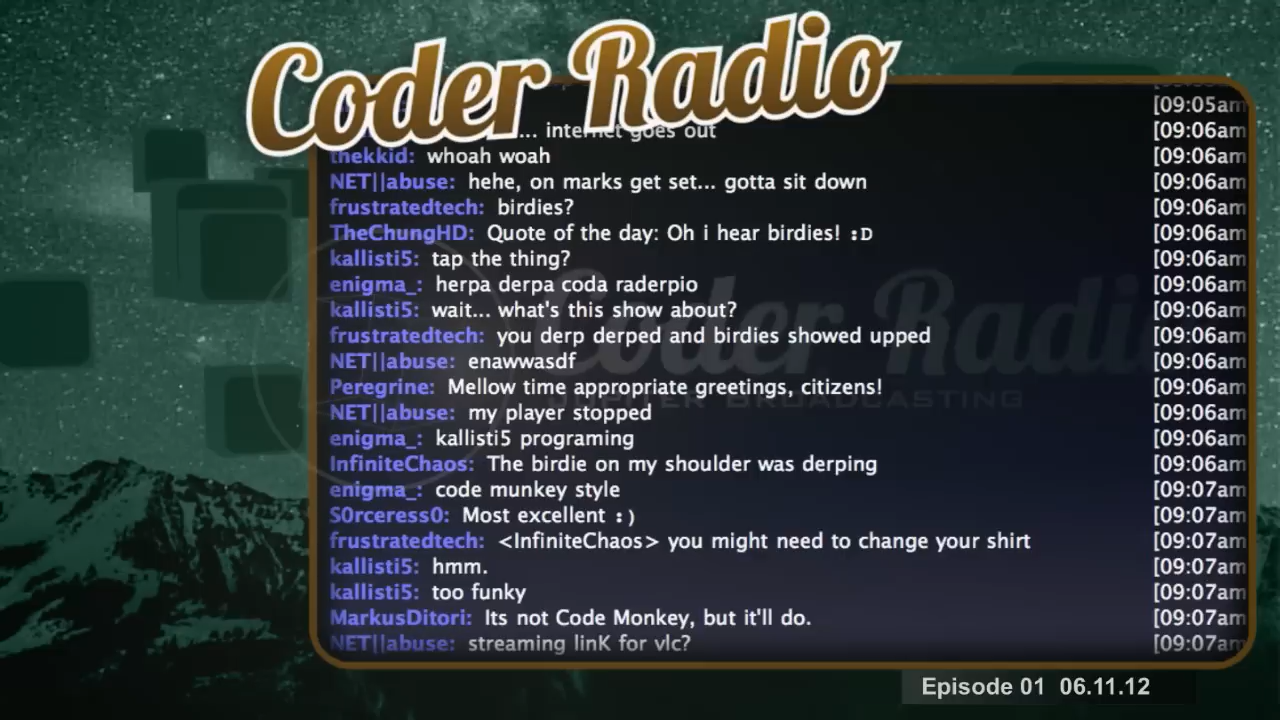 Coder Radio
[09:05am
... internet goes out [09:06am
thekkid: whoah woah [09:06am
NET||abuse: hehe, on marks get set... gotta sit down [09:06am
frustratedtech: birdies? [09:06am
TheChungHD: Quote of the day: Oh i hear birdies! :D [09:06am
kallisti5: tap the thing? [09:06am
enigma_: herpa derpa coda raderpio [09:06am
kallisti5: wait... what's this show about? [09:06am
frustratedtech: you derp derped and birdies showed upped [09:06am
NET||abuse: enawwasdf [09:06am
Peregrine: Mellow time appropriate greetings, citizens! [09:06am
NET||abuse: my player stopped [09:06am
enigma_: kallisti5 programing [09:06am
InfiniteChaos: The birdie on my shoulder was derping [09:06am
enigma_: code munkey style [09:07am
S0rceress0: Most excellent :) [09:07am
frustratedtech: <InfiniteChaos> you might need to change your shirt [09:07am
kallisti5: hmm. [09:07am
kallisti5: too funky [09:07am
MarkusDitori: Its not Code Monkey, but it'll do. [09:07am
NET||abuse: streaming linK for vlc? [09:07am
Coder Radio
JUPITER BROADCASTING
Episode 01 06.11.12